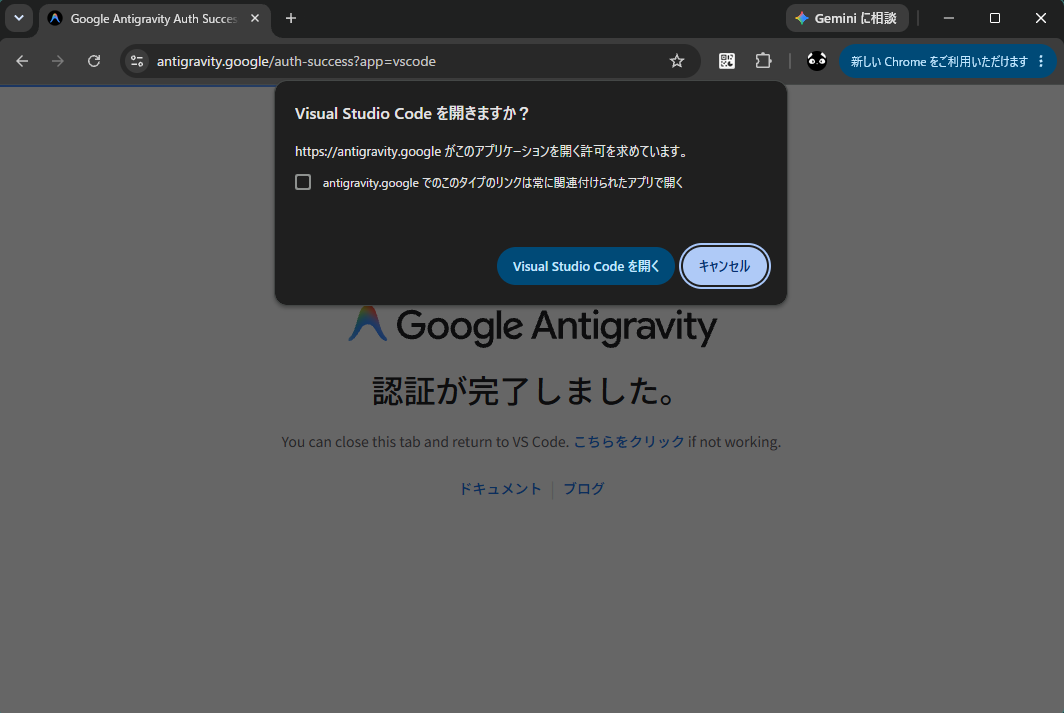 Google Antigravity Auth Succes
Gemini に相談
antigravity.google/auth-success?app=vscode
新しい Chrome をご利用いただけます
Visual Studio Code を開きますか？
https://antigravity.google がこのアプリケーションを開く許可を求めています。
antigravity.google でのこのタイプのリンクは常に関連付けられたアプリで開く
Visual Studio Code を開く
キャンセル
Google Antigravity
認証が完了しました。
You can close this tab and return to VS Code. こちらをクリック if not working.
ドキュメント
ブログ